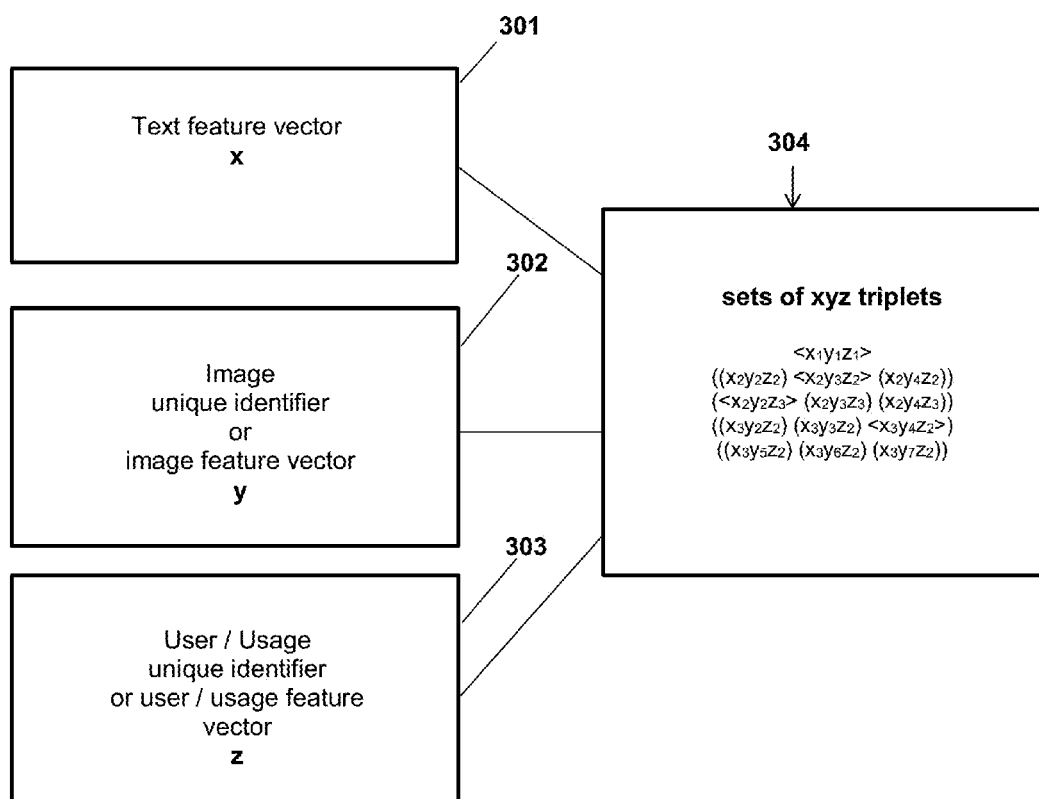 301
Text feature vector
x
304
302
sets of xyz triplets
Image
unique identifier
or
image feature vector
y
<x₁y₁z₁>
((x₂y₂z₂) <x₂y₃z₂> (x₂y₄z₂))
(<x₂y₂z₃> (x₂y₃z₃) (x₂y₄z₃))
((x₃y₂z₂) (x₃y₃z₂) <x₃y₄z₂>)
((x₃y₅z₂) (x₃y₆z₂) (x₃y₇z₂))
303
User / Usage
unique identifier
or user / usage feature
vector
z